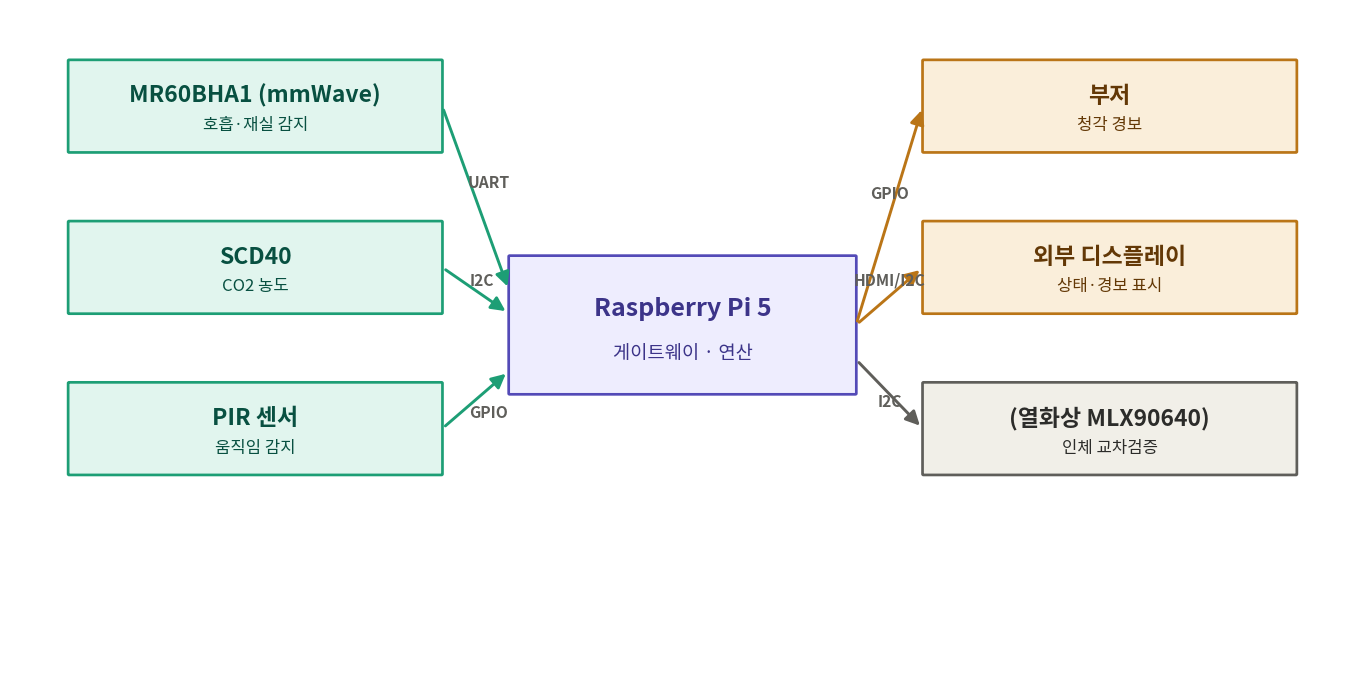 MR60BHA1 (mmWave)
호흡·재실 감지
UART
SCD40
CO2 농도
I2C
PIR 센서
움직임 감지
GPIO
Raspberry Pi 5
게이트웨이 · 연산
부저
청각 경보
GPIO
외부 디스플레이
상태·경보 표시
HDMI/I2C
(열화상 MLX90640)
인체 교차검증
I2C